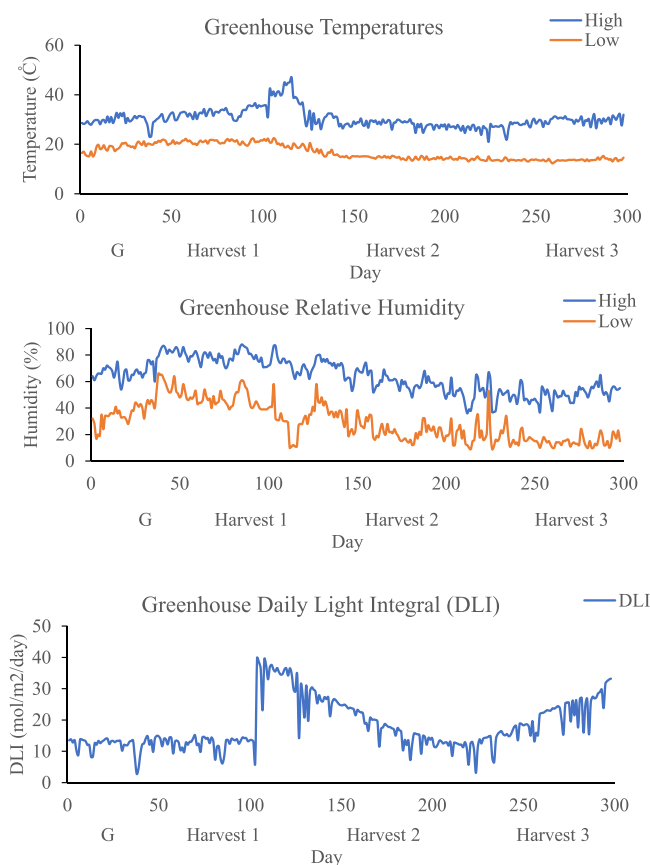 Greenhouse Temperatures
High
Low
Temperature (C̊)
60
40
20
0
0 50 100 150 200 250 300
G Harvest 1 Harvest 2 Harvest 3
Day
Greenhouse Relative Humidity
High
Low
Humidity (%)
100
80
60
40
20
0
0 50 100 150 200 250 300
G Harvest 1 Harvest 2 Harvest 3
Day
Greenhouse Daily Light Integral (DLI)
DLI
DLI (mol/m2/day)
50
40
30
20
10
0
0 50 100 150 200 250 300
G Harvest 1 Harvest 2 Harvest 3
Day